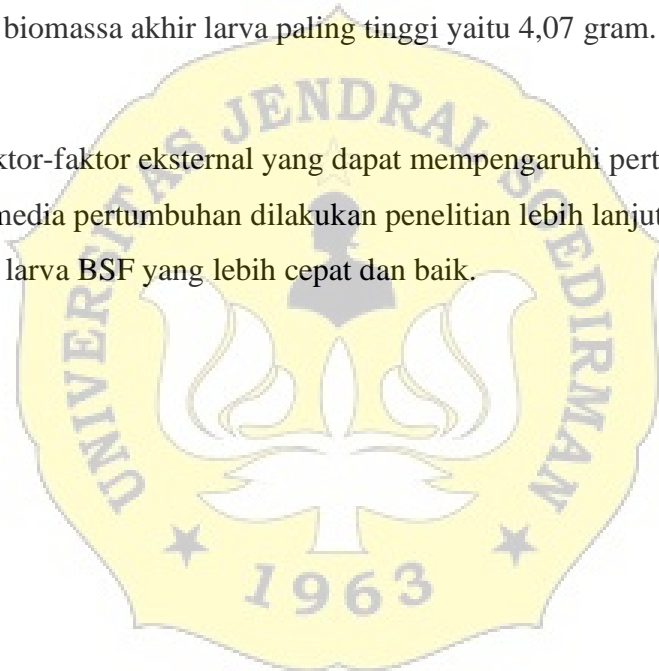 biomassa akhir larva paling tinggi yaitu 4,07 gram.
ktor-faktor eksternal yang dapat mempengaruhi pert
media pertumbuhan dilakukan penelitian lebih lanjut
larva BSF yang lebih cepat dan baik.
UNIVERSITAS JENDRAL SOEDIRMAN
1963